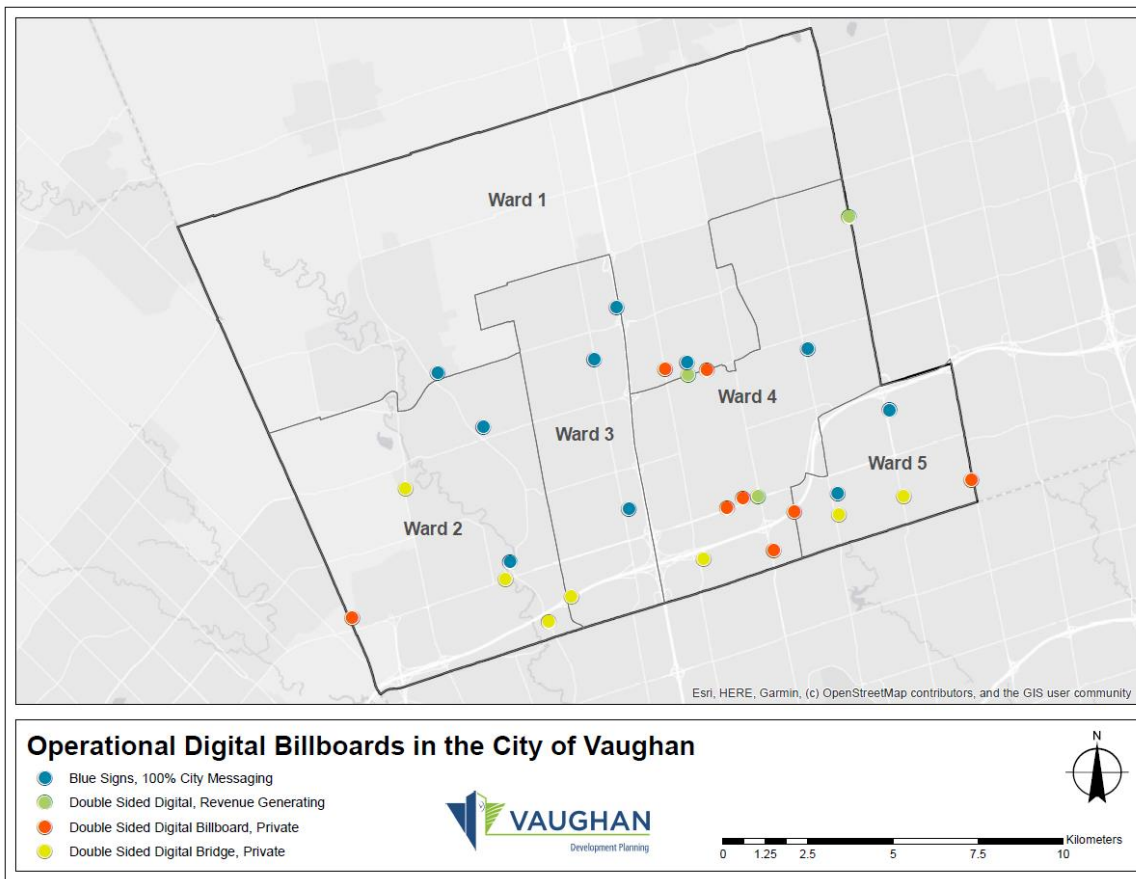 Ward 1
Ward 4
Ward 3
Ward 5
Ward 2
Esri, HERE, Garmin, (c) OpenStreetMap contributors, and the GIS user community
Operational Digital Billboards in the City of Vaughan
Blue Signs, 100% City Messaging
Double Sided Digital, Revenue Generating
Double Sided Digital Billboard, Private
Double Sided Digital Bridge, Private
VAUGHAN
Development Planning
N
Kilometers
0 1.25 2.5 5 7.5 10